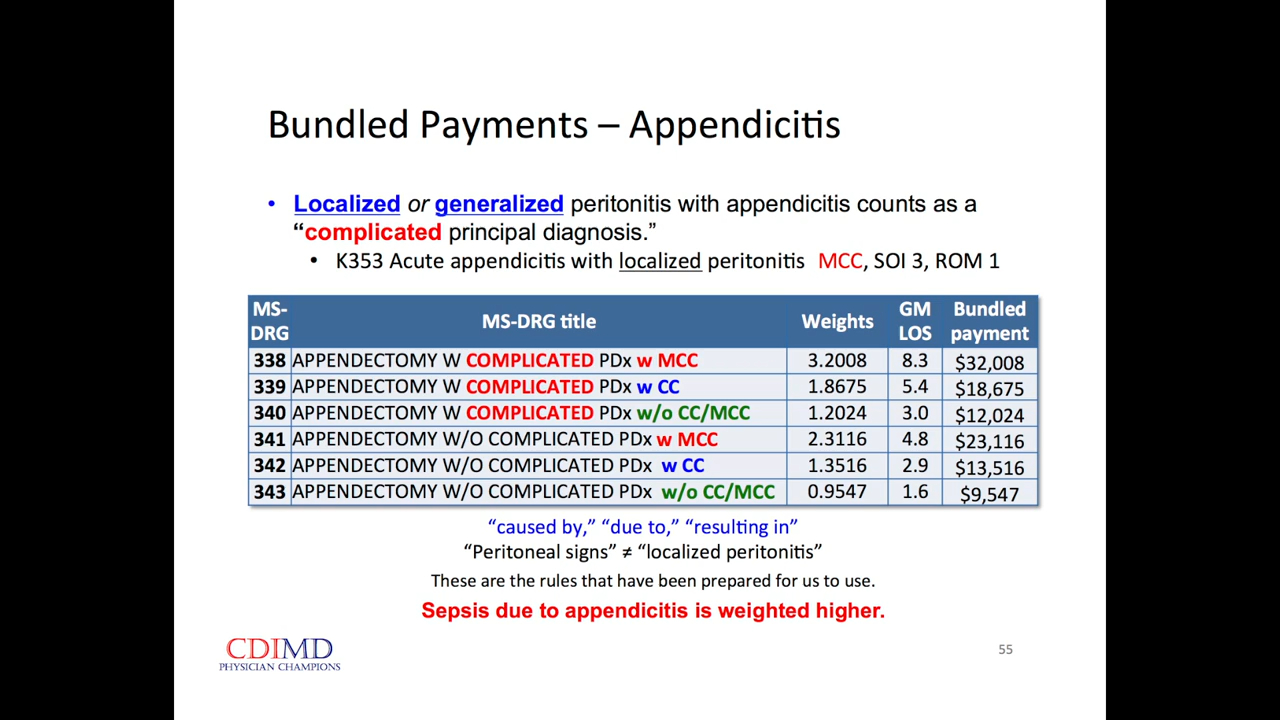 Bundled Payments – Appendicitis
• Localized or generalized peritonitis with appendicitis counts as a
“complicated principal diagnosis.”
• K353 Acute appendicitis with localized peritonitis MCC, SOI 3, ROM 1
MS-DRG MS-DRG title Weights GM LOS Bundled payment
338 APPENDECTOMY W COMPLICATED PDx w MCC 3.2008 8.3 $32,008
339 APPENDECTOMY W COMPLICATED PDx w CC 1.8675 5.4 $18,675
340 APPENDECTOMY W COMPLICATED PDx w/o CC/MCC 1.2024 3.0 $12,024
341 APPENDECTOMY W/O COMPLICATED PDx w MCC 2.3116 4.8 $23,116
342 APPENDECTOMY W/O COMPLICATED PDx w CC 1.3516 2.9 $13,516
343 APPENDECTOMY W/O COMPLICATED PDx w/o CC/MCC 0.9547 1.6 $9,547
“caused by,” “due to,” “resulting in”
“Peritoneal signs” ≠ “localized peritonitis”
These are the rules that have been prepared for us to use.
Sepsis due to appendicitis is weighted higher.
CDIMD
PHYSICIAN CHAMPIONS
55